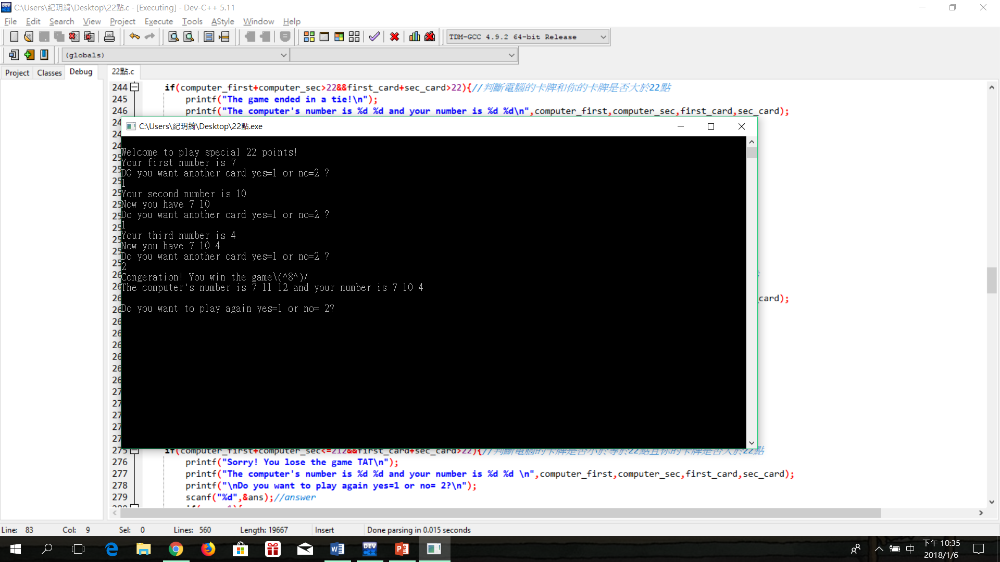 C:\Users\紀玥綺\Desktop\22點.c - [Executing] - Dev-C++ 5.11
File Edit Search View Project Execute Tools AStyle Window Help
TDM-GCC 4.9.2 64-bit Release
(globals)
Project Classes Debug
22點.c
244 if(computer_first+computer_sec>22&&first_card+sec_card>22){//判斷電腦的卡牌和你的卡牌是否大於22點
245 printf("The game ended in a tie!\n");
246 printf("The computer's number is %d %d and your number is %d %d\n",computer_first,computer_sec,first_card,sec_card);
C:\Users\紀玥綺\Desktop\22點.exe
Welcome to play special 22 points!
Your first number is 7
DO you want another card yes=1 or no=2 ?
1
Your second number is 10
Now you have 7 10
Do you want another card yes=1 or no=2 ?
1
Your third number is 4
Now you have 7 10 4
Do you want another card yes=1 or no=2 ?
2
Congeration! You win the game\(^8^)/
The computer's number is 7 11 12 and your number is 7 10 4
_card);
Do you want to play again yes=1 or no= 2?
275 if(computer_first+computer_sec<=212&&first_card+sec_card>22){//判斷電腦的卡牌是否小於等於22點且你的卡牌是否大於22點
276 printf("Sorry! You lose the game TAT\n");
277 printf("The computer's number is %d %d and your number is %d %d \n",computer_first,computer_sec,first_card,sec_card);
278 printf("\nDo you want to play again yes=1 or no= 2?\n");
279 scanf("%d",&ans);//answer
Line: 83 Col: 9 Sel: 0 Lines: 560 Length: 19667 Insert Done parsing in 0.015 seconds
中
下午 10:35
2018/1/6